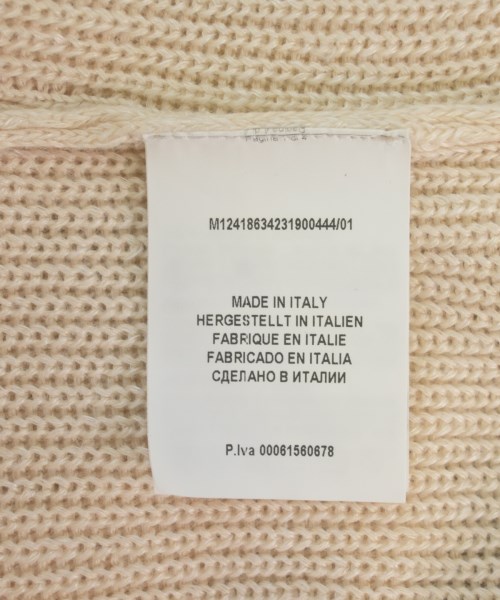 M12418634231900444/01
MADE IN ITALY
HERGESTELLT IN ITALIEN
FABRIQUE EN ITALIE
FABRICADO EN ITALIA
СДЕЛАНО В ИТАЛИИ
P.Iva 00061560678